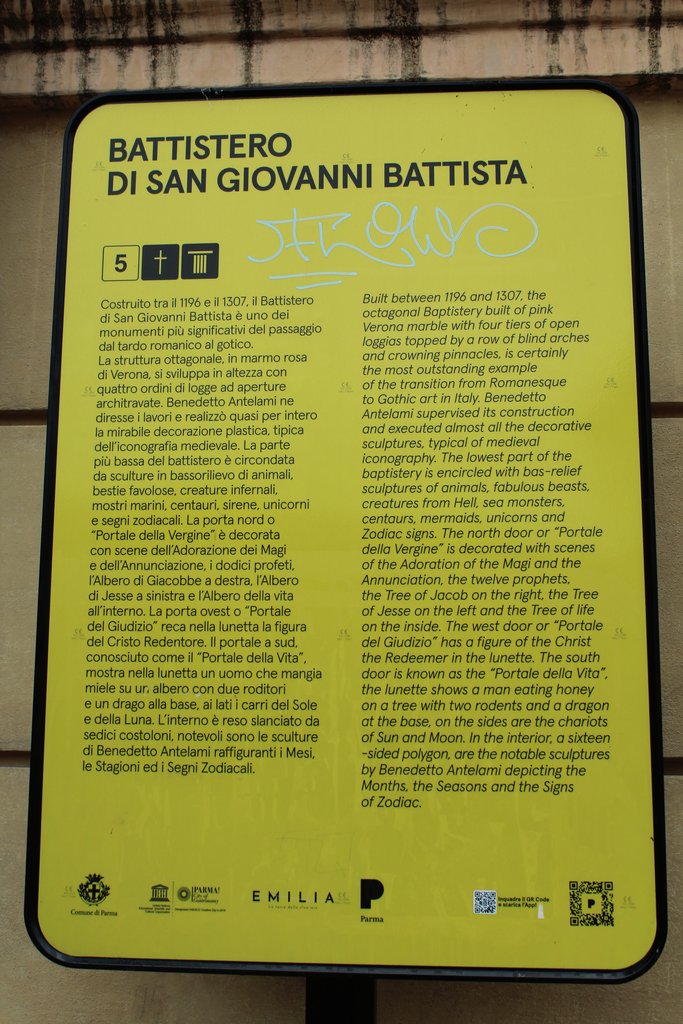 BATTISTERO
DI SAN GIOVANNI BATTISTA
5
Costruito tra il 1196 e il 1307, il Battistero
di San Giovanni Battista è uno dei
monumenti più significativi del passaggio
dal tardo romanico al gotico.
La struttura ottagonale, in marmo rosa
di Verona, si sviluppa in altezza con
quattro ordini di logge ad aperture
architravate. Benedetto Antelami ne
diresse i lavori e realizzò quasi per intero
la mirabile decorazione plastica, tipica
dell'iconografia medievale. La parte
più bassa del battistero è circondata
da sculture in bassorilievo di animali,
bestie favolose, creature infernali,
mostri marini, centauri, sirene, unicorni
e segni zodiacali. La porta nord o
"Portale della Vergine" è decorata
con scene dell'Adorazione dei Magi
e dell'Annunciazione, i dodici profeti,
l'Albero di Giacobbe a destra, l'Albero
di Jesse a sinistra e l'Albero della vita
all'interno. La porta ovest o "Portale
del Giudizio" reca nella lunetta la figura
del Cristo Redentore. Il portale a sud,
conosciuto come il "Portale della Vita",
mostra nella lunetta un uomo che mangia
miele su un albero con due roditori
e un drago alla base, ai lati i carri del Sole
e della Luna. L'interno è reso slanciato da
sedici costoloni, notevoli sono le sculture
di Benedetto Antelami raffiguranti i Mesi,
le Stagioni ed i Segni Zodiacali.
Built between 1196 and 1307, the
octagonal Baptistery built of pink
Verona marble with four tiers of open
loggias topped by a row of blind arches
and crowning pinnacles, is certainly
the most outstanding example
of the transition from Romanesque
to Gothic art in Italy. Benedetto
Antelami supervised its construction
and executed almost all the decorative
sculptures, typical of medieval
iconography. The lowest part of the
baptistery is encircled with bas-relief
sculptures of animals, fabulous beasts,
creatures from Hell, sea monsters,
centaurs, mermaids, unicorns and
Zodiac signs. The north door or "Portale
della Vergine" is decorated with scenes
of the Adoration of the Magi and the
Annunciation, the twelve prophets,
the Tree of Jacob on the right, the Tree
of Jesse on the left and the Tree of life
on the inside. The west door or "Portale
del Giudizio" has a figure of the Christ
the Redeemer in the lunette. The south
door is known as the "Portale della Vita",
the lunette shows a man eating honey
on a tree with two rodents and a dragon
at the base, on the sides are the chariots
of Sun and Moon. In the interior, a sixteen
-sided polygon, are the notable sculptures
by Benedetto Antelami depicting the
Months, the Seasons and the Signs
of Zodiac.
Comune di Parma
PARMA!
City of
Gastronomy
EMILIA
P
Parma
Inquadra il QR Code
e scarica l'App!
P